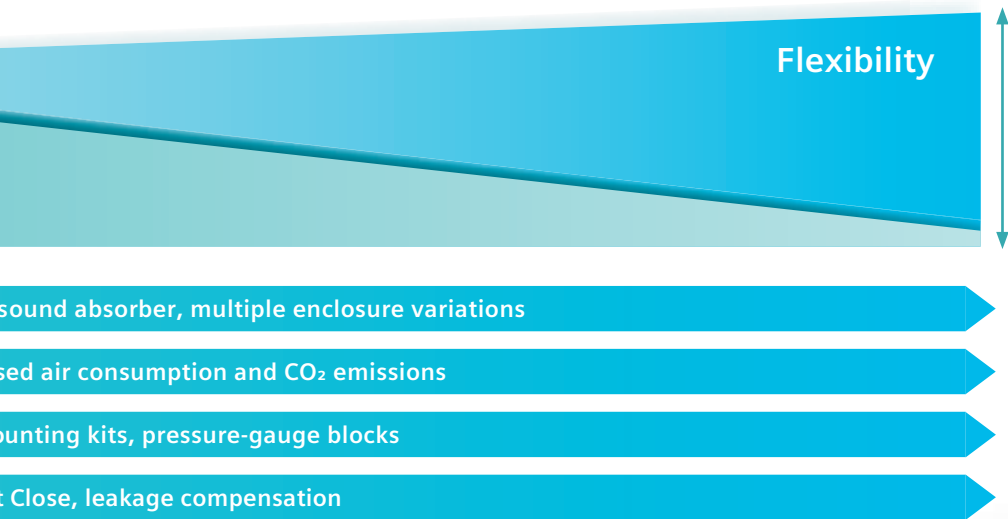 Flexibility
sound absorber, multiple enclosure variations
sed air consumption and CO₂ emissions
ounting kits, pressure-gauge blocks
t Close, leakage compensation